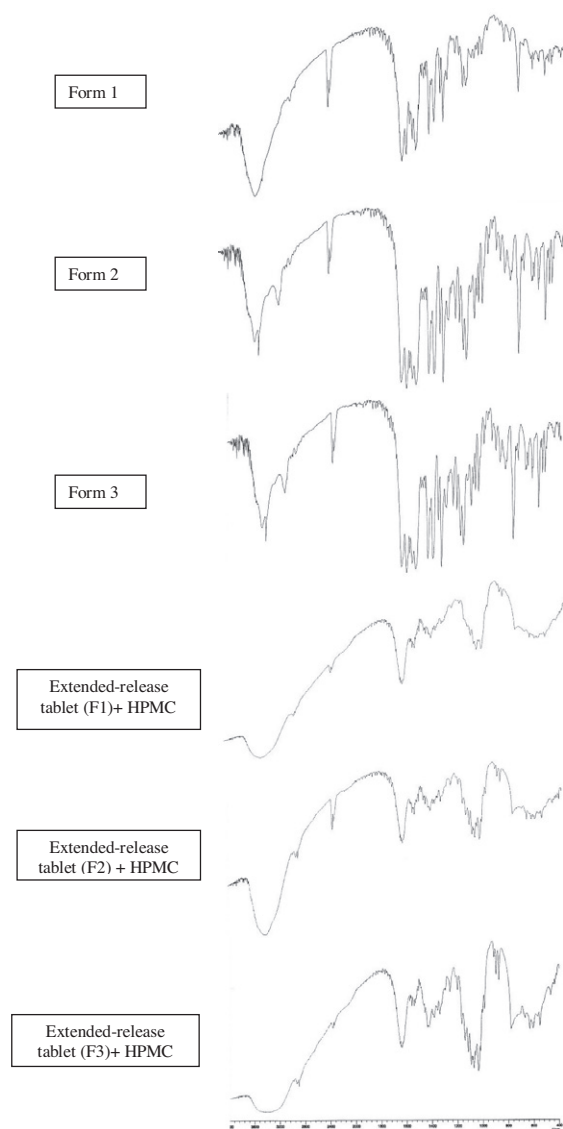 Form 1
Form 2
Form 3
Extended-release
tablet (F1)+ HPMC
Extended-release
tablet (F2) + HPMC
Extended-release
tablet (F3)+ HPMC